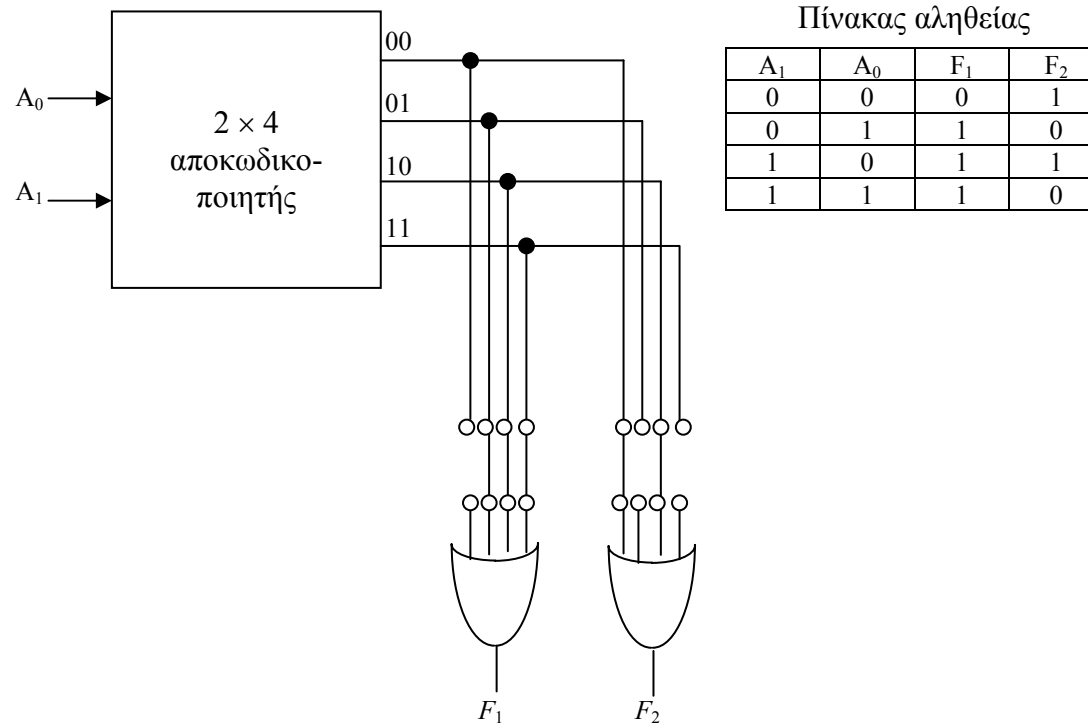 Πίνακας αληθείας
A₁ A₀ F₁ F₂
0 0 0 1
0 1 1 0
1 0 1 1
1 1 1 0
A₀
A₁
2 × 4
αποκωδικο-
ποιητής
00
01
10
11
F₁
F₂